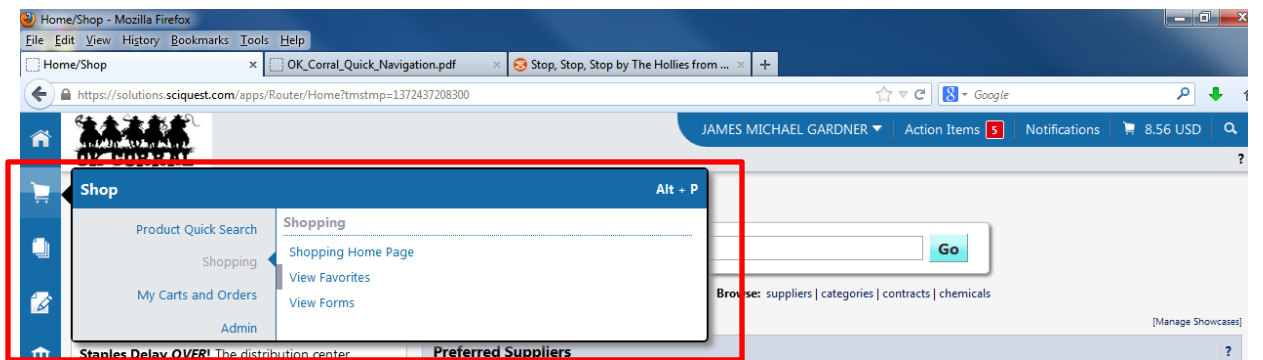 Home/Shop - Mozilla Firefox
File Edit View History Bookmarks Tools Help
Home/Shop × OK_Corral_Quick_Navigation.pdf × Stop, Stop, Stop by The Hollies from ... × +
https://solutions.sciquest.com/apps/Router/Home?tmstmp=1372437208300 Google
OK CORRAL JAMES MICHAEL GARDNER Action Items 5 Notifications 8.56 USD
?
Shop Alt + P
Product Quick Search
Shopping
My Carts and Orders
Admin
Shopping
Shopping Home Page
View Favorites
View Forms
Go
Browse: suppliers | categories | contracts | chemicals
[Manage Showcases]
Staples Delay OVER! The distribution center Preferred Suppliers ?